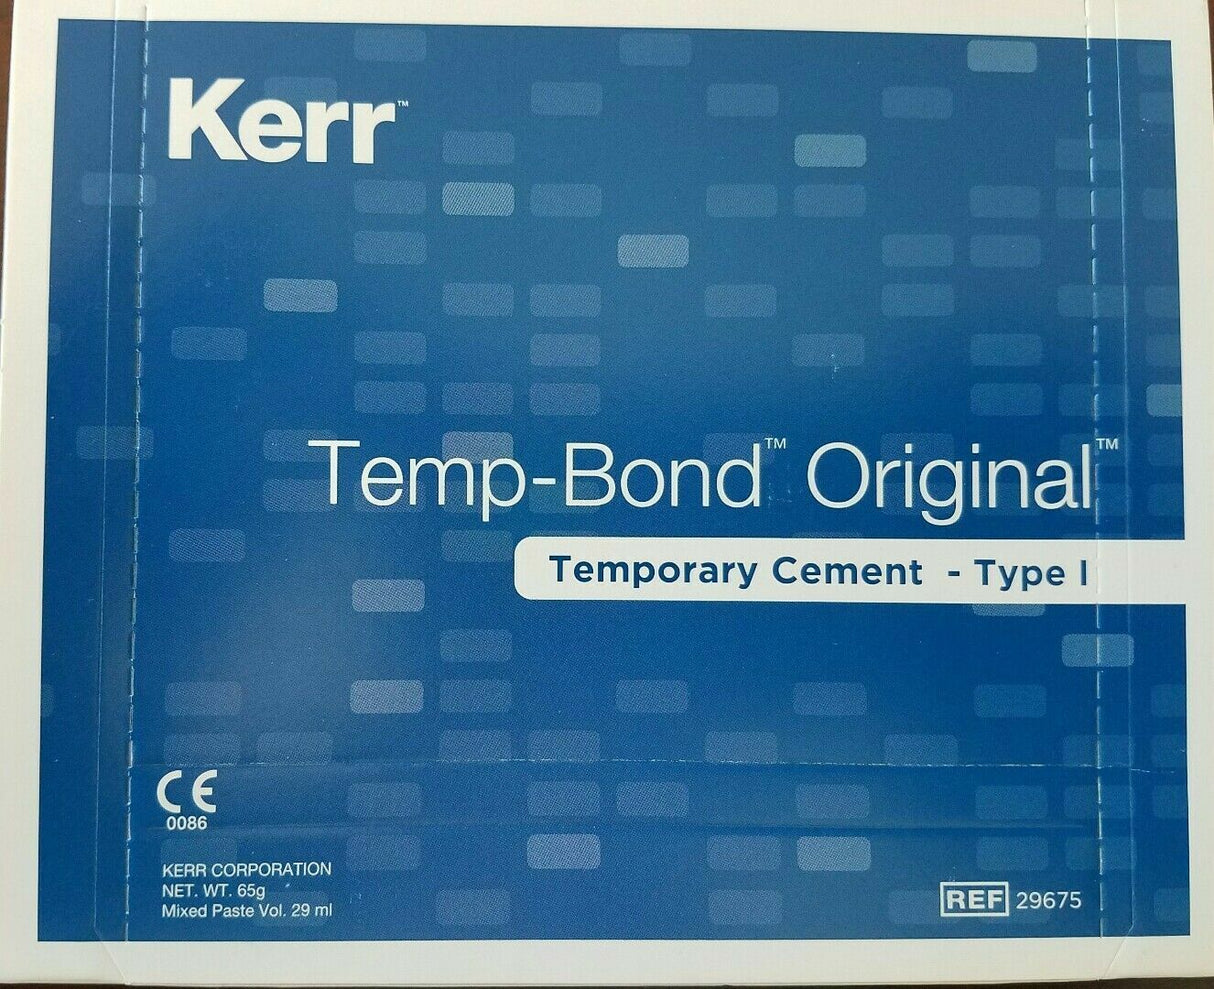 Kerr™
Temp-Bond™ Original™
Temporary Cement - Type I
CE
0086
KERR CORPORATION
NET. WT. 65g
Mixed Paste Vol. 29 ml
REF 29675